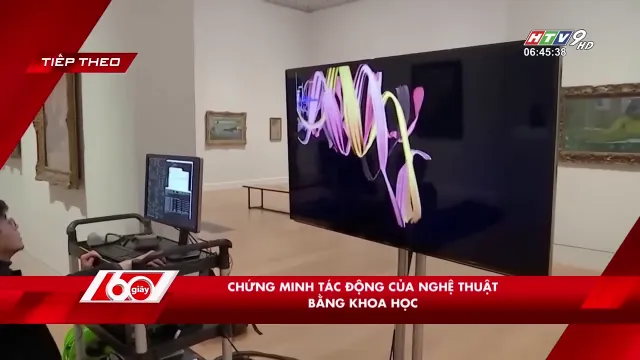 TIẾP THEO
HTV9 HD
06:45:38
60 giây
CHỨNG MINH TÁC ĐỘNG CỦA NGHỆ THUẬT
BẰNG KHOA HỌC